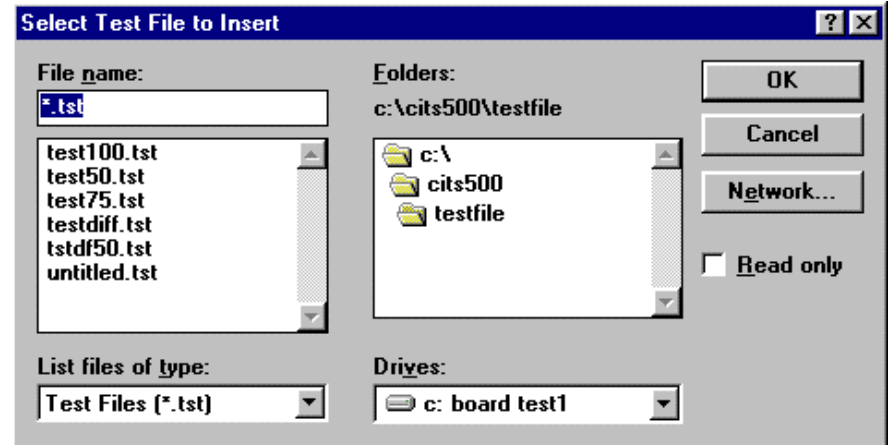 Select Test File to Insert
File name:
*.tst
test100.tst
test50.tst
test75.tst
testdiff.tst
tstdf50.tst
untitled.tst
List files of type:
Test Files (*.tst)
Folders:
c:\cits500\testfile
c:\
cits500
testfile
Drives:
c: board test1
OK
Cancel
Network...
Read only